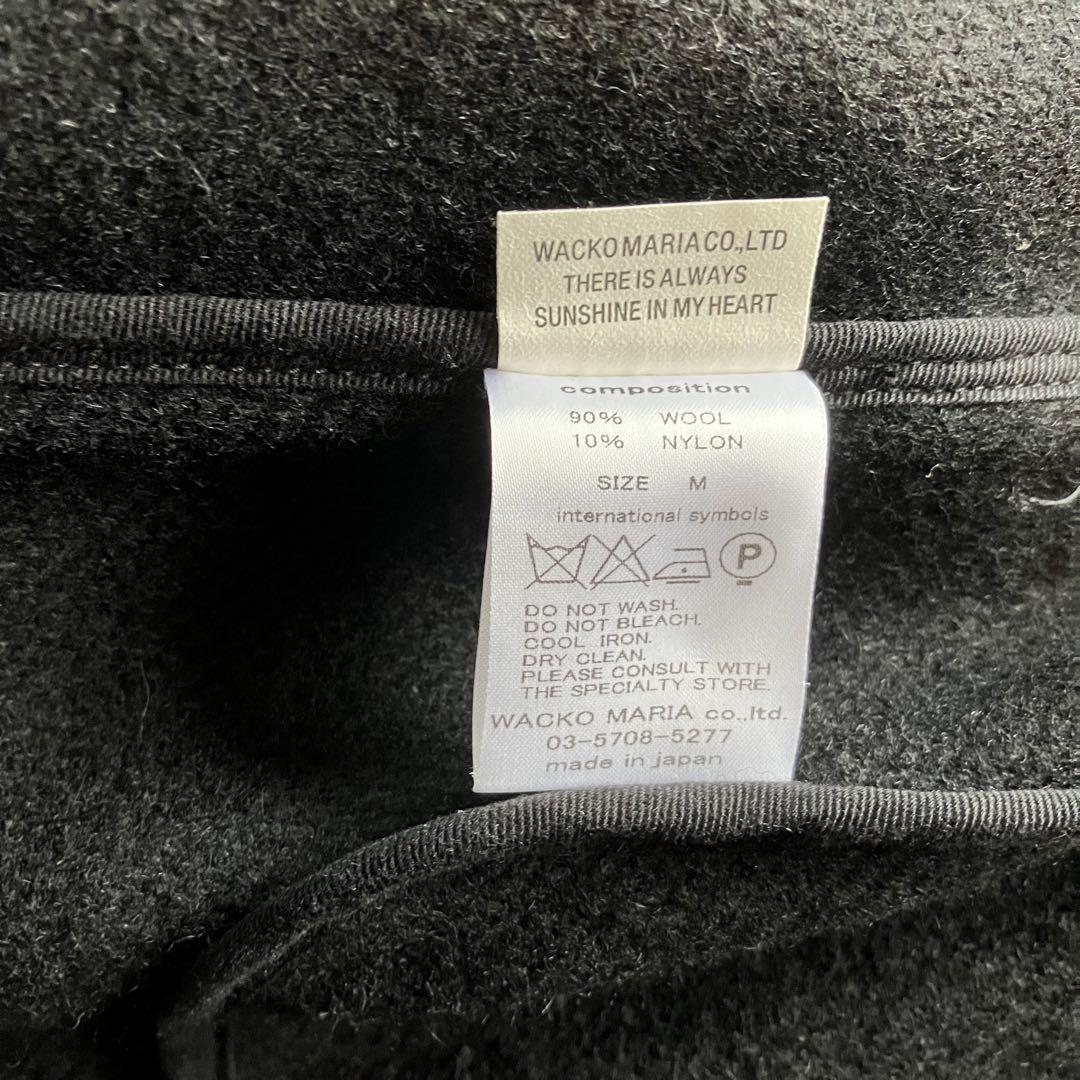 WACKO MARIA CO.,LTD
THERE IS ALWAYS
SUNSHINE IN MY HEART
composition
90% WOOL
10% NYLON
SIZE M
international symbols
P
DO NOT WASH.
DO NOT BLEACH.
COOL IRON.
DRY CLEAN.
PLEASE CONSULT WITH
THE SPECIALTY STORE.
WACKO MARIA co.,ltd.
03-5708-5277
made in japan